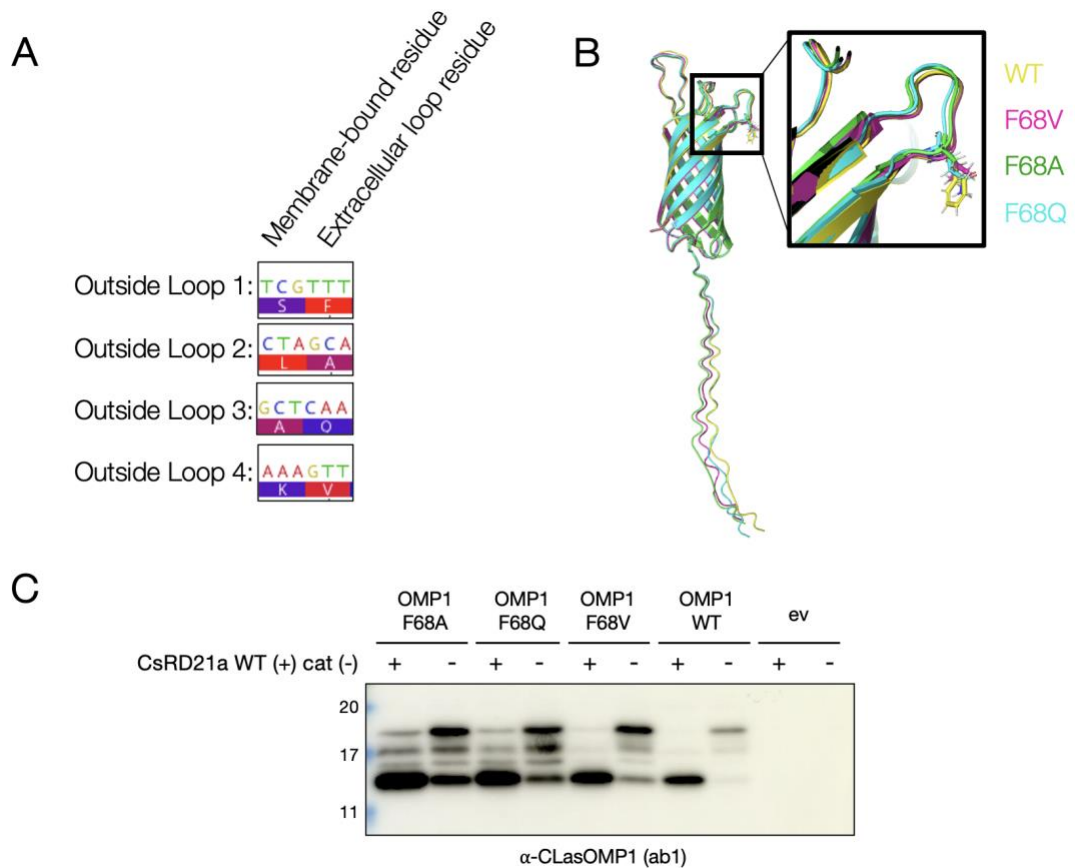 A
Membrane-bound residue
Extracellular loop residue
Outside Loop 1:
TCGTTT
S F
Outside Loop 2:
CTAGCA
L A
Outside Loop 3:
GCTCAA
A Q
Outside Loop 4:
AAAGTT
K V
B
WT
F68V
F68A
F68Q
C
OMP1 F68A OMP1 F68Q OMP1 F68V OMP1 WT ev
CsRD21a WT (+) cat (-) + - + - + - + - + -
20
17
11
α-CLasOMP1 (ab1)